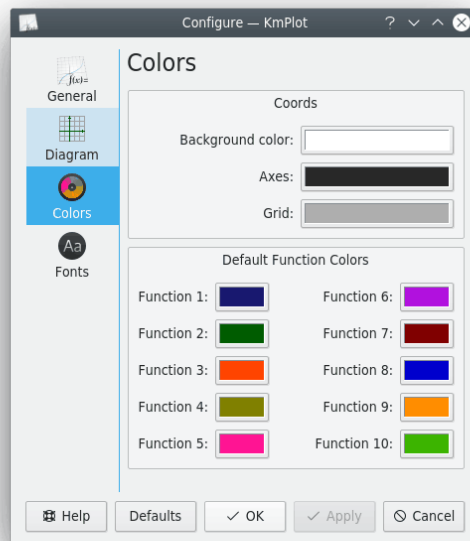 Configure — KmPlot
f(x)=
General
Diagram
Colors
Aa
Fonts
Colors
Coords
Background color:
Axes:
Grid:
Default Function Colors
Function 1:
Function 6:
Function 2:
Function 7:
Function 3:
Function 8:
Function 4:
Function 9:
Function 5:
Function 10:
Help
Defaults
OK
Apply
Cancel